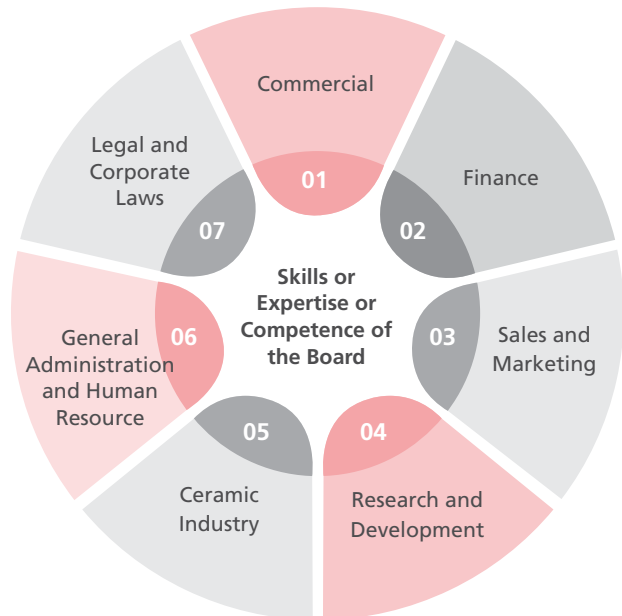 Commercial
01
Finance
02
Sales and
Marketing
03
Research and
Development
04
Ceramic
Industry
05
General
Administration
and Human
Resource
06
Legal and
Corporate
Laws
07
Skills or
Expertise or
Competence of
the Board